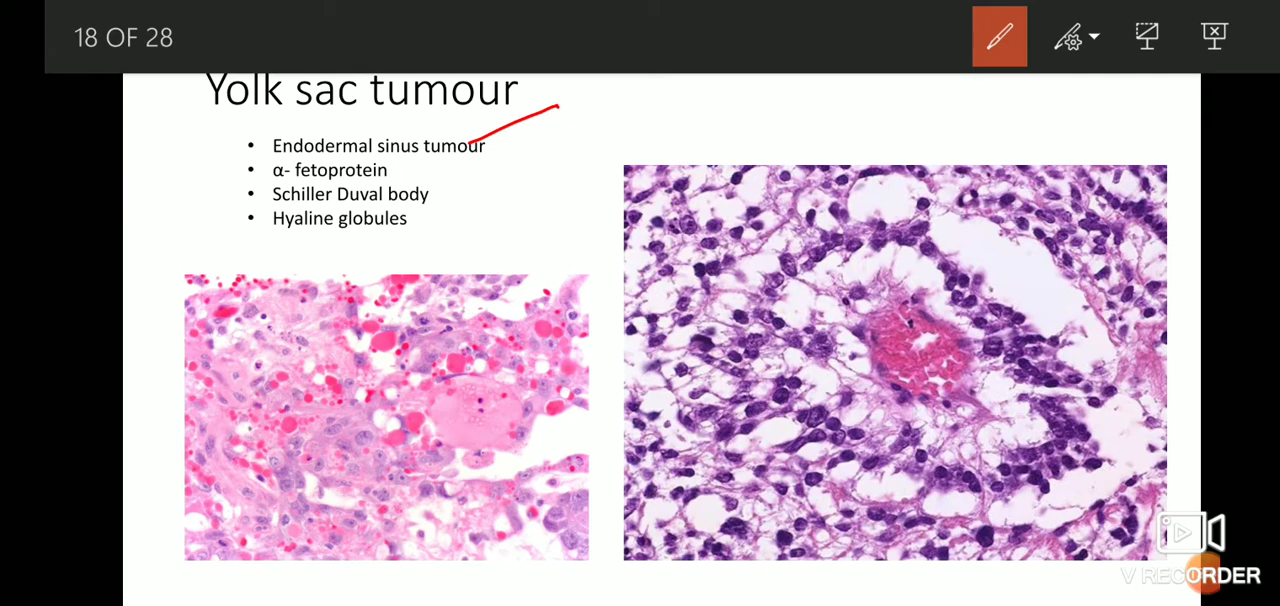 18 OF 28
Yolk sac tumour
• Endodermal sinus tumour
• α- fetoprotein
• Schiller Duval body
• Hyaline globules
V RECORDER